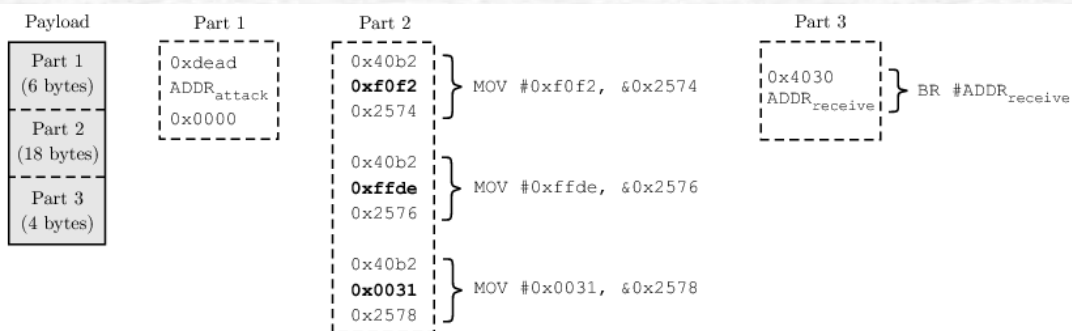 Payload
Part 1
(6 bytes)
Part 2
(18 bytes)
Part 3
(4 bytes)
Part 1
0xdead
ADDRattack
0x0000
Part 2
0x40b2
0xf0f2
0x2574
MOV #0xf0f2, &0x2574
0x40b2
0xffde
0x2576
MOV #0xffde, &0x2576
0x40b2
0x0031
0x2578
MOV #0x0031, &0x2578
Part 3
0x4030
ADDRreceive
BR #ADDRreceive